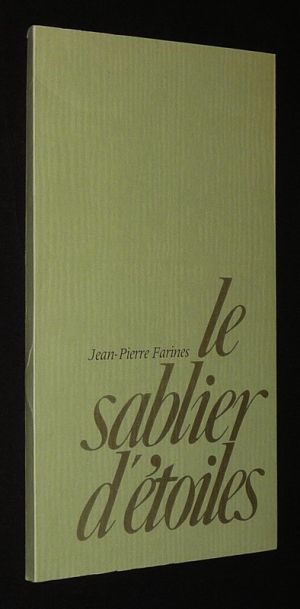 Jean-Pierre Farines
le
sablier
d'étoiles